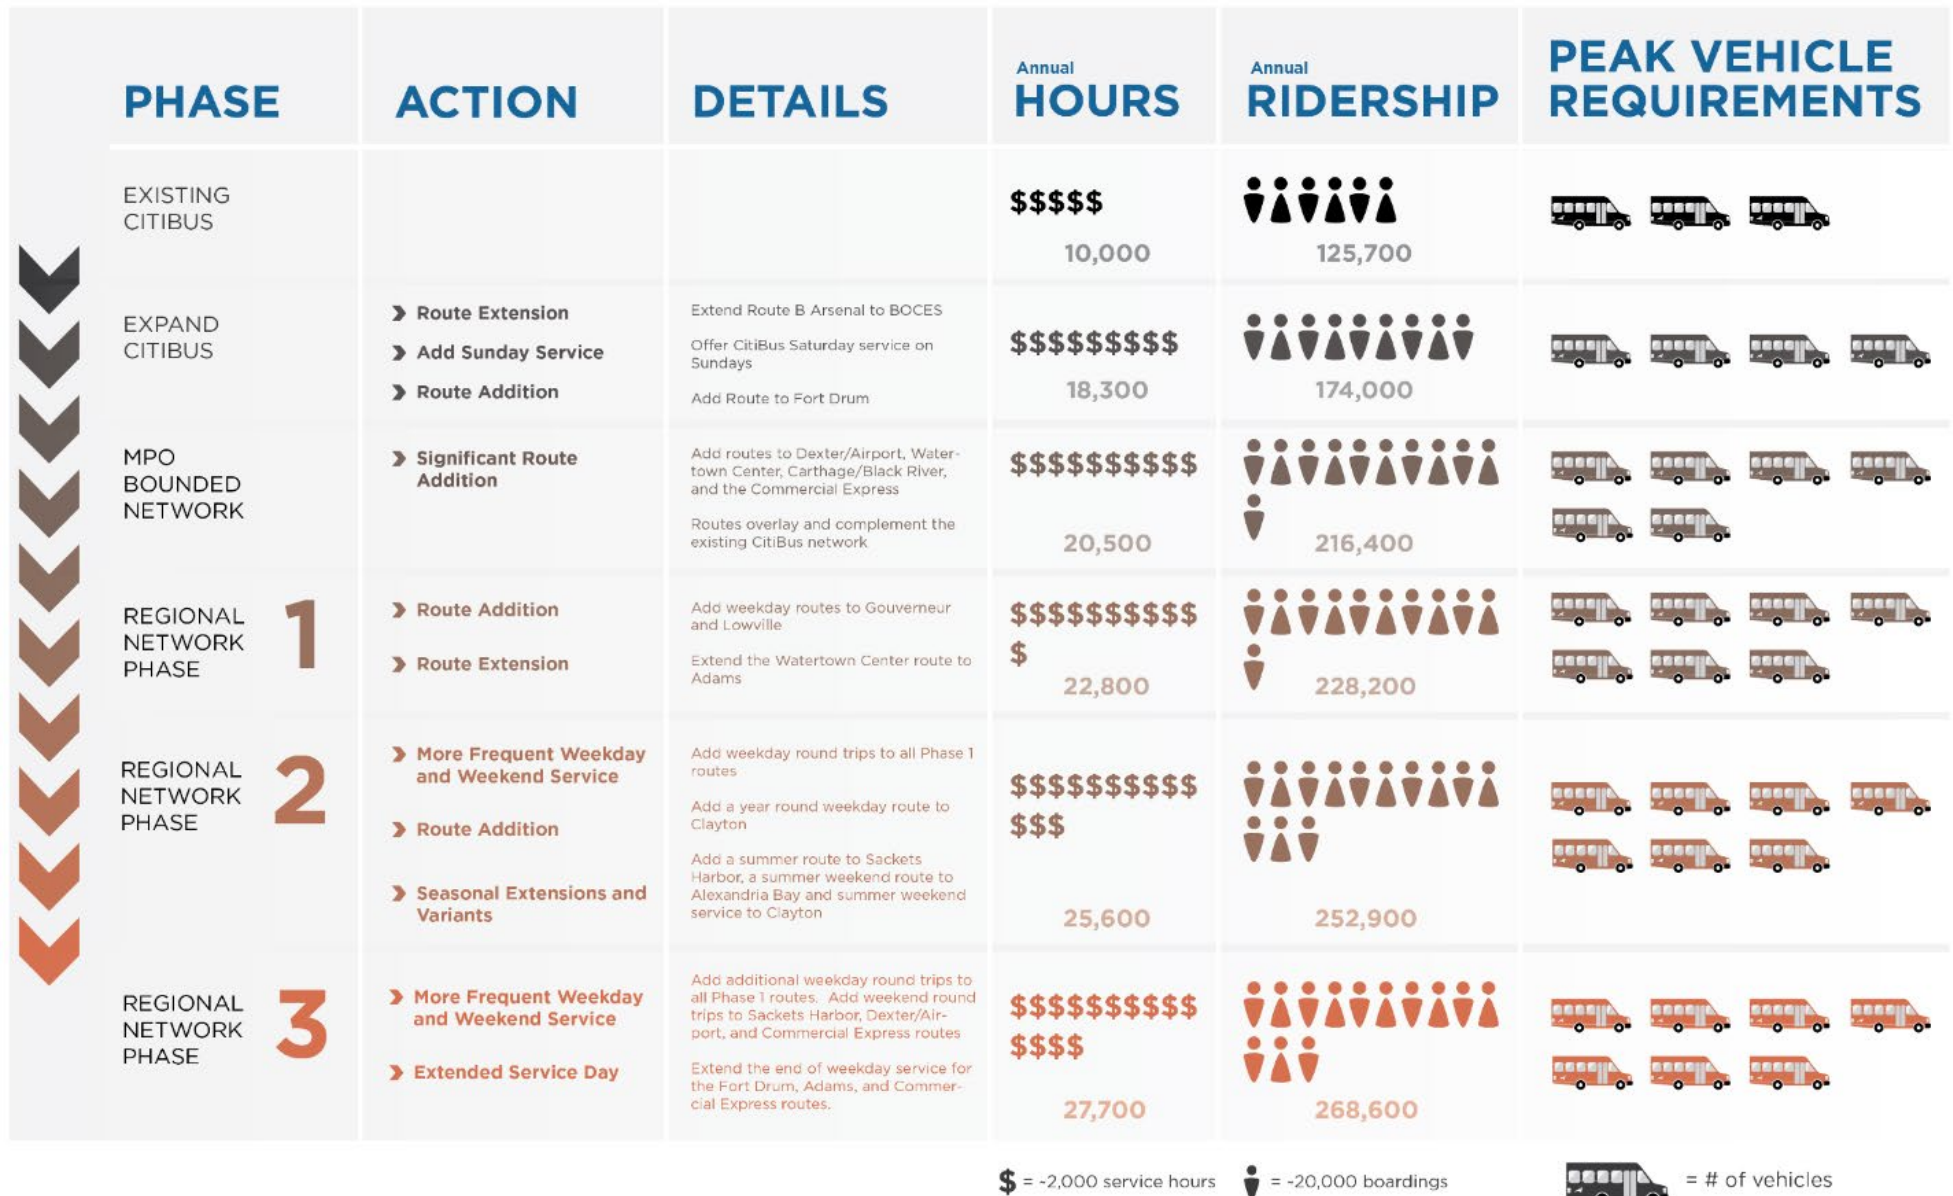 PHASE
ACTION
DETAILS
Annual
HOURS
Annual
RIDERSHIP
PEAK VEHICLE
REQUIREMENTS
EXISTING
CITIBUS
$$$$$
10,000
125,700
EXPAND
CITIBUS
Route Extension
Add Sunday Service
Route Addition
Extend Route B Arsenal to BOCES
Offer CitiBus Saturday service on
Sundays
Add Route to Fort Drum
$$$$$$$$$
18,300
174,000
MPO
BOUNDED
NETWORK
Significant Route
Addition
Add routes to Dexter/Airport, Water-
town Center, Carthage/Black River,
and the Commercial Express
Routes overlay and complement the
existing CitiBus network
$$$$$$$$$$
20,500
216,400
REGIONAL
NETWORK
PHASE
1
Route Addition
Route Extension
Add weekday routes to Gouverneur
and Lowville
Extend the Watertown Center route to
Adams
$$$$$$$$$$
$
22,800
228,200
REGIONAL
NETWORK
PHASE
2
More Frequent Weekday
and Weekend Service
Route Addition
Seasonal Extensions and
Variants
Add weekday round trips to all Phase 1
routes
Add a year round weekday route to
Clayton
Add a summer route to Sackets
Harbor, a summer weekend route to
Alexandria Bay and summer weekend
service to Clayton
$$$$$$$$$$
$$$
25,600
252,900
REGIONAL
NETWORK
PHASE
3
More Frequent Weekday
and Weekend Service
Extended Service Day
Add additional weekday round trips to
all Phase 1 routes. Add weekend round
trips to Sackets Harbor, Dexter/Air-
port, and Commercial Express routes
Extend the end of weekday service for
the Fort Drum, Adams, and Commer-
cial Express routes.
$$$$$$$$$$
$$$$
27,700
268,600
$ = ~2,000 service hours
= ~20,000 boardings
= # of vehicles